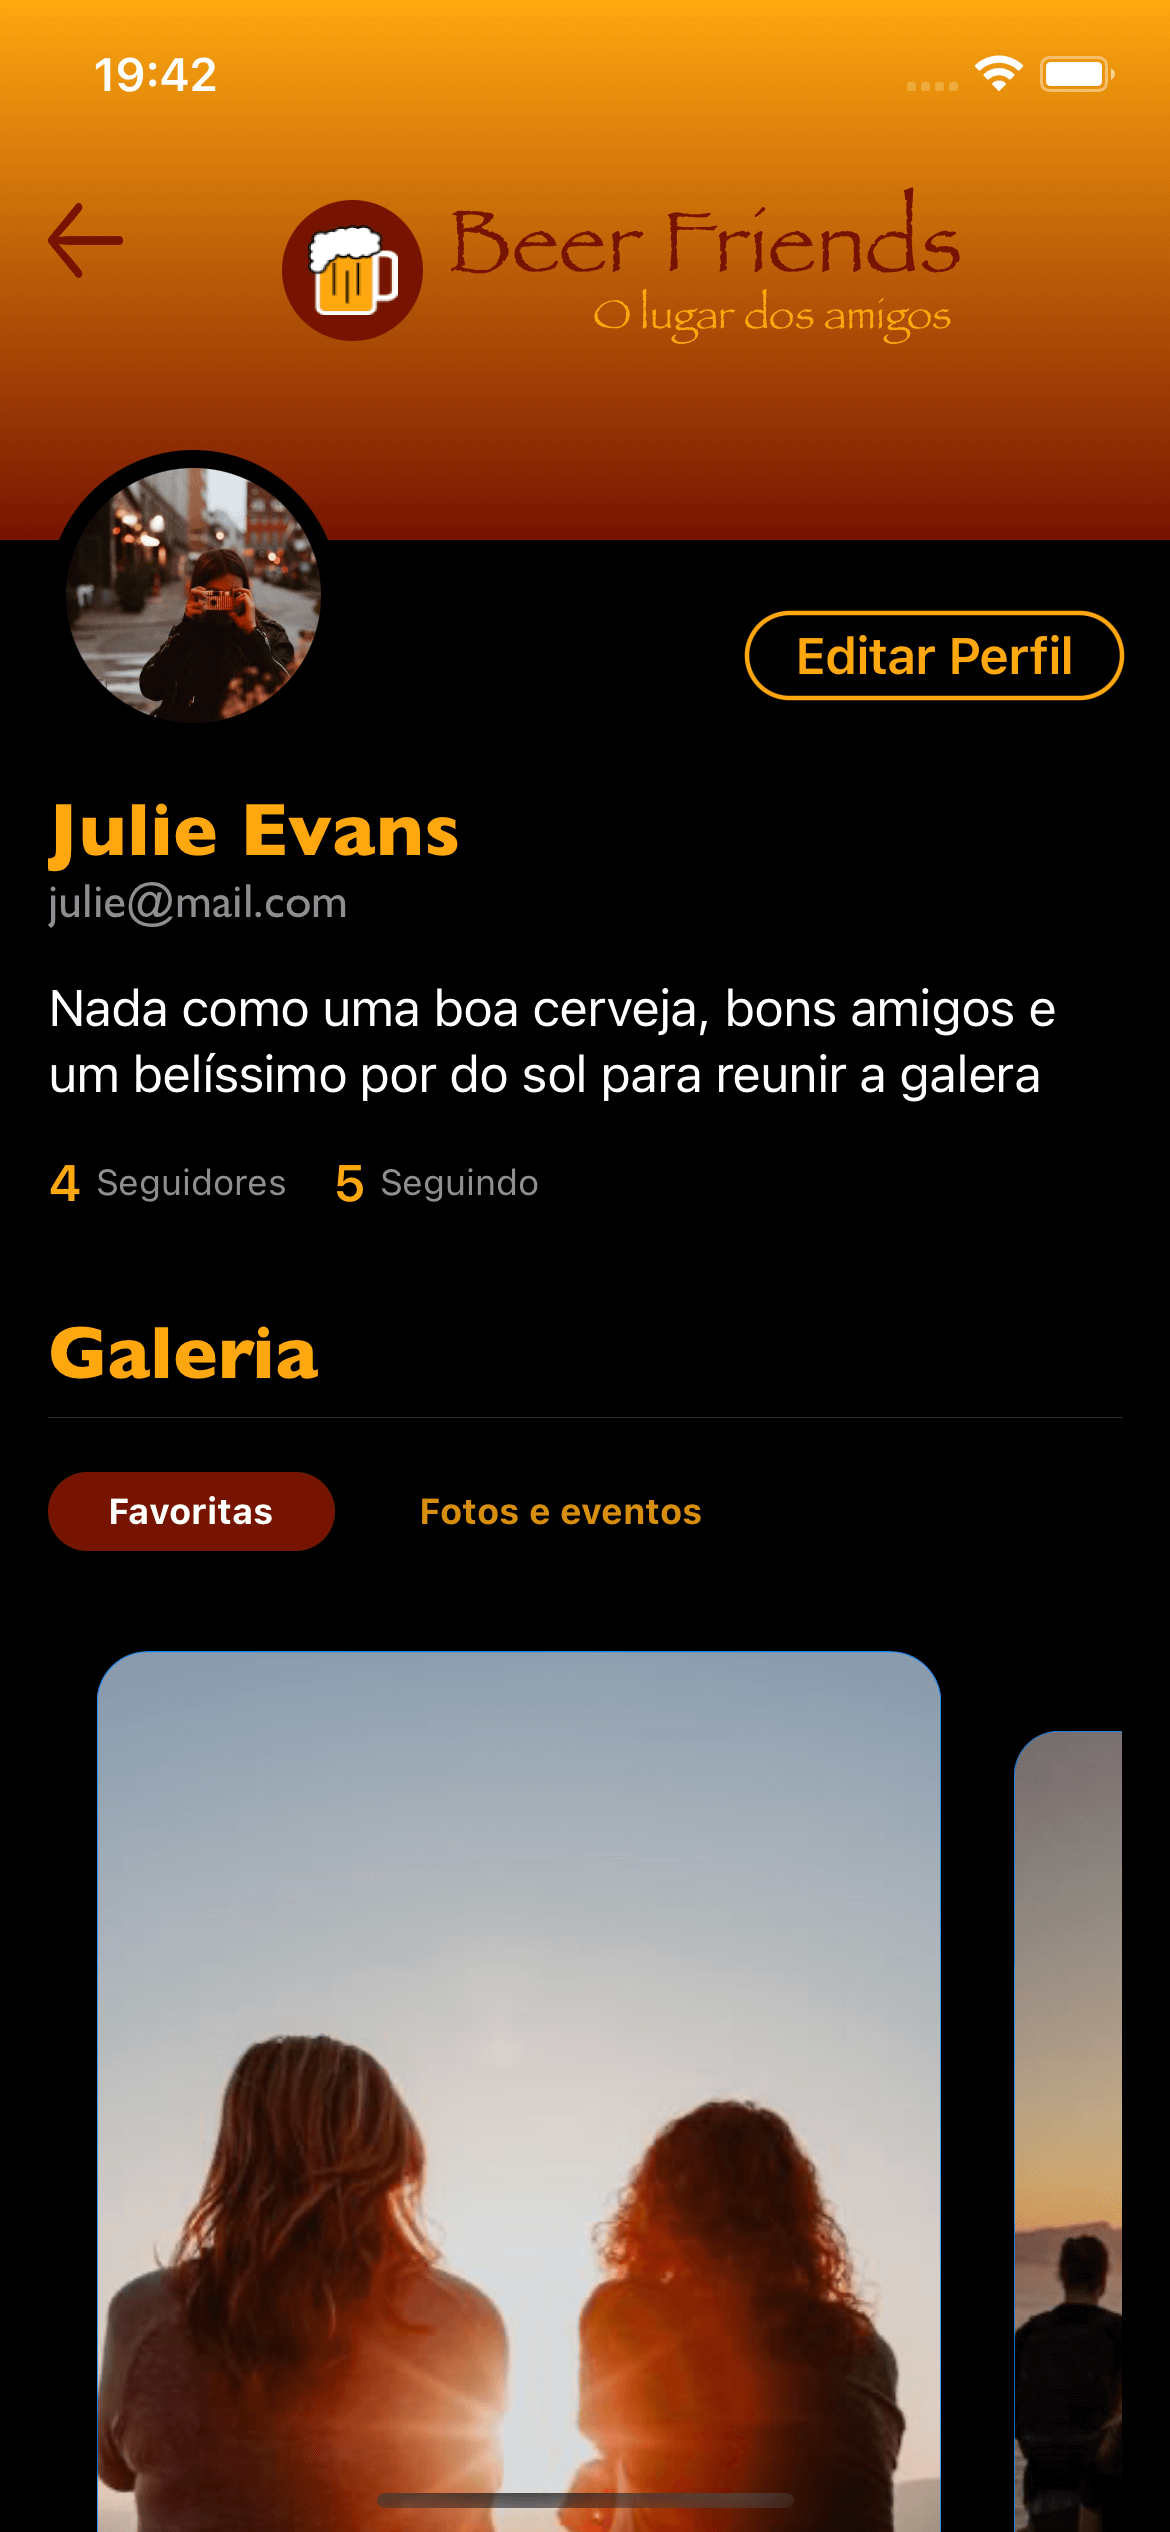 19:42
Beer Friends
O lugar dos amigos
Editar Perfil
Julie Evans
julie@mail.com
Nada como uma boa cerveja, bons amigos e
um belíssimo por do sol para reunir a galera
4 Seguidores 5 Seguindo
Galeria
Favoritas Fotos e eventos